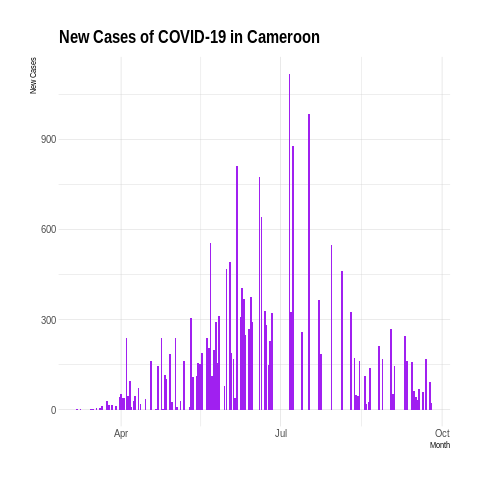 New Cases of COVID-19 in Cameroon
New Cases
900
600
300
0
Apr
Jul
Oct
Month